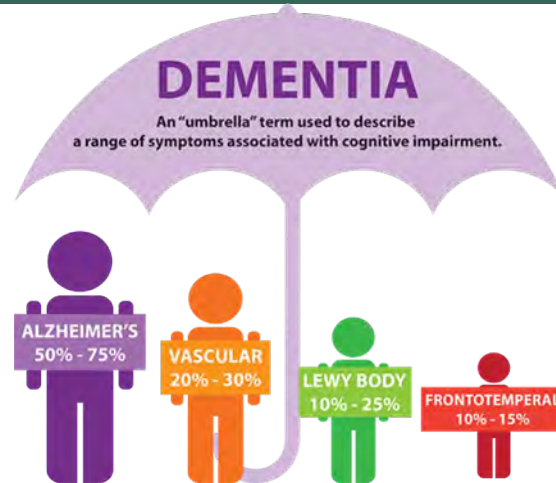 DEMENTIA
An “umbrella” term used to describe
a range of symptoms associated with cognitive impairment.
ALZHEIMER'S
50% - 75%
VASCULAR
20% - 30%
LEWY BODY
10% - 25%
FRONTOTEMPERAL
10% - 15%